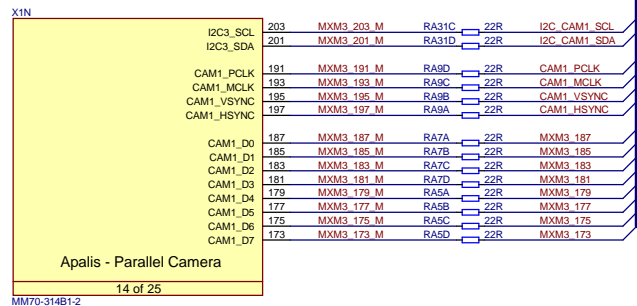 X1N
I2C3_SCL 203 MXM3_203_M RA31C 22R I2C_CAM1_SCL
I2C3_SDA 201 MXM3_201_M RA31D 22R I2C_CAM1_SDA
CAM1_PCLK 191 MXM3_191_M RA9D 22R CAM1_PCLK
CAM1_MCLK 193 MXM3_193_M RA9C 22R CAM1_MCLK
CAM1_VSYNC 195 MXM3_195_M RA9B 22R CAM1_VSYNC
CAM1_HSYNC 197 MXM3_197_M RA9A 22R CAM1_HSYNC
CAM1_D0 187 MXM3_187_M RA7A 22R MXM3_187
CAM1_D1 185 MXM3_185_M RA7B 22R MXM3_185
CAM1_D2 183 MXM3_183_M RA7C 22R MXM3_183
CAM1_D3 181 MXM3_181_M RA7D 22R MXM3_181
CAM1_D4 179 MXM3_179_M RA5A 22R MXM3_179
CAM1_D5 177 MXM3_177_M RA5B 22R MXM3_177
CAM1_D6 175 MXM3_175_M RA5C 22R MXM3_175
CAM1_D7 173 MXM3_173_M RA5D 22R MXM3_173
Apalis - Parallel Camera
14 of 25
MM70-314B1-2